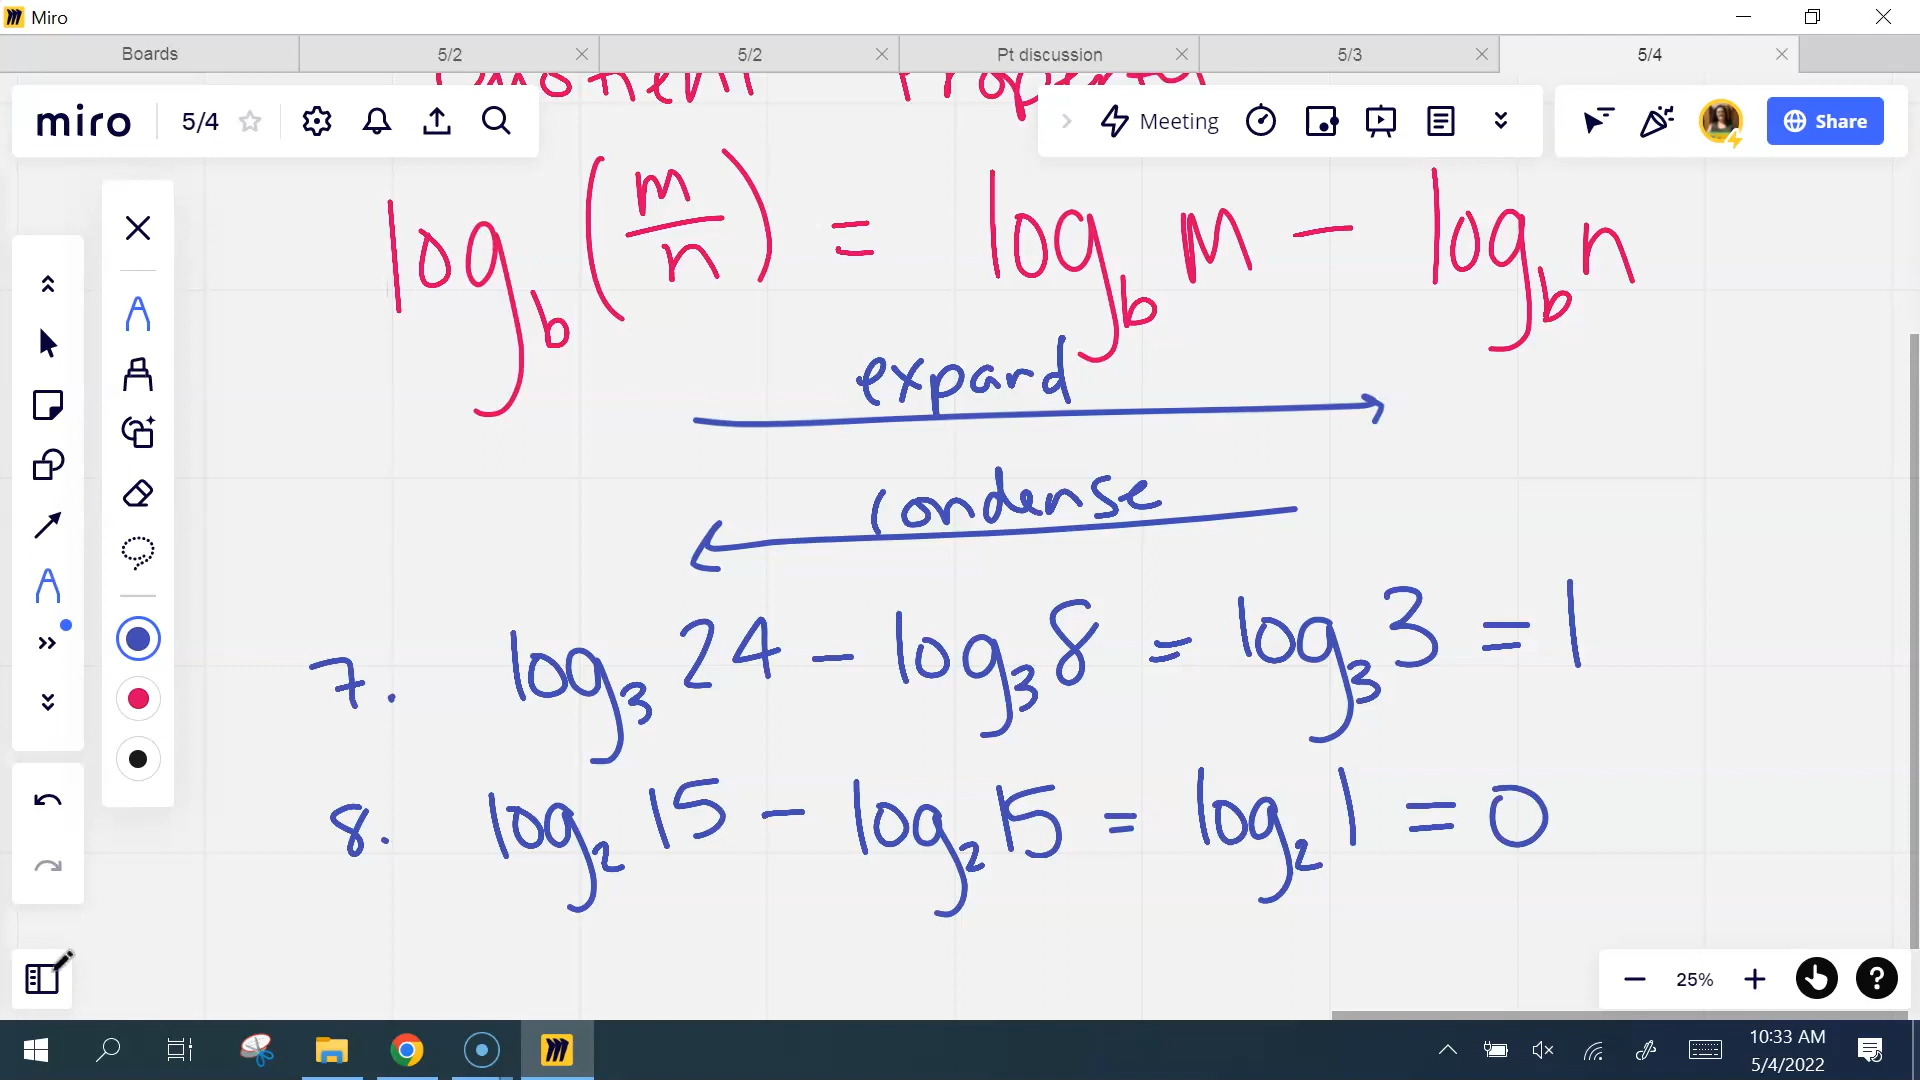 Miro
Boards 5/2 5/2 Pt discussion 5/3 5/4
miro 5/4 Meeting Share
log_b (m/n) = log_b m - log_b n
expand
condense
7. log_3 24 - log_3 8 = log_3 3 = 1
8. log_2 15 - log_2 15 = log_2 1 = 0
25%
10:33 AM
5/4/2022